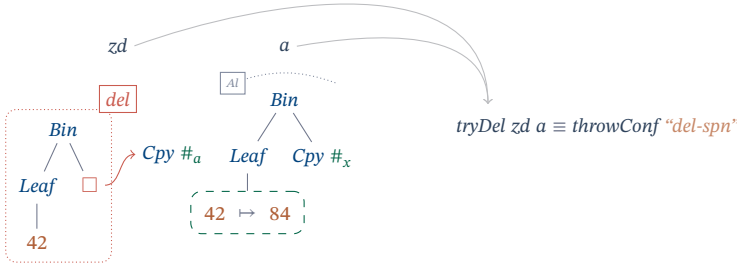 zd
a
Al
del
Bin
Bin
tryDel zd a ≡ throwConf “del-spn”
Cpy #a
Leaf
Cpy #x
Leaf
42 ↦ 84
42